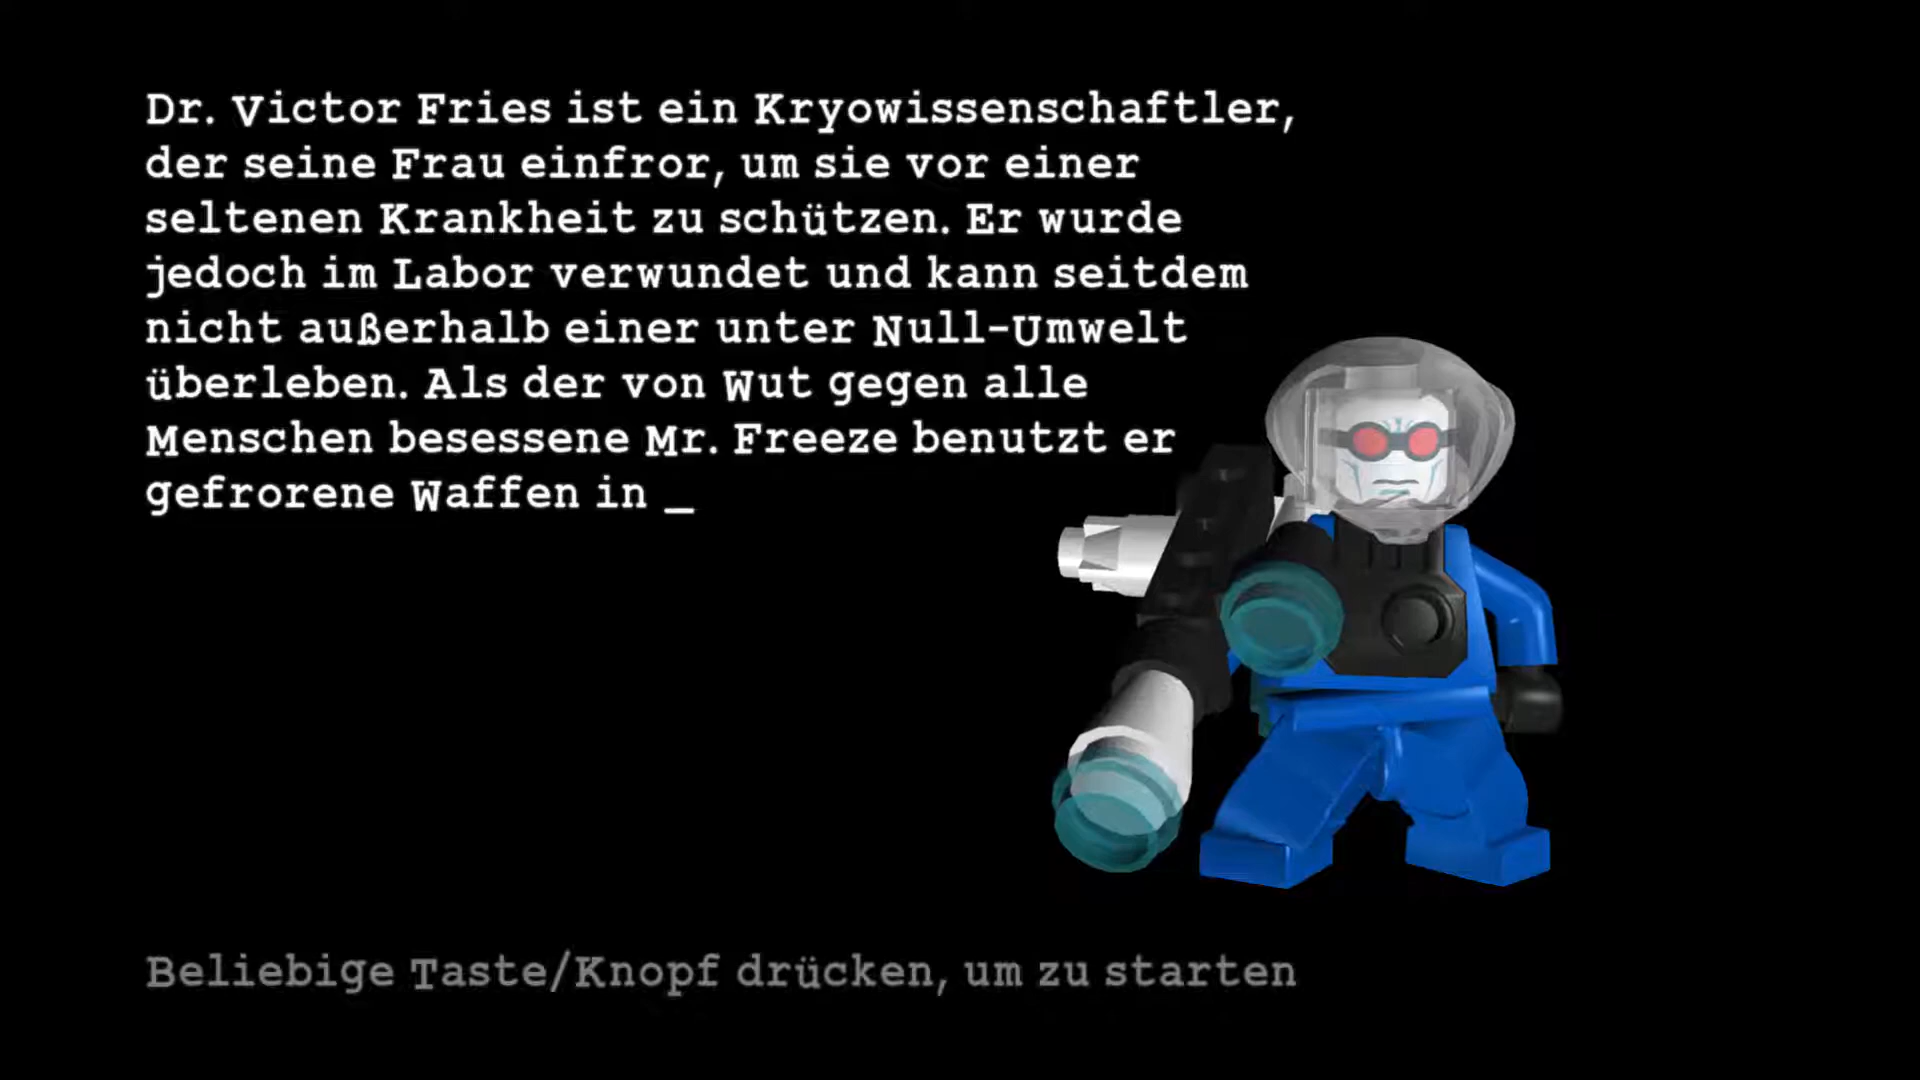 Dr. Victor Fries ist ein Kryowissenschaftler,
der seine Frau einfror, um sie vor einer
seltenen Krankheit zu schützen. Er wurde
jedoch im Labor verwundet und kann seitdem
nicht außerhalb einer unter Null-Umwelt
überleben. Als der von Wut gegen alle
Menschen besessene Mr. Freeze benutzt er
gefrorene Waffen in _
Beliebige Taste/Knopf drücken, um zu starten